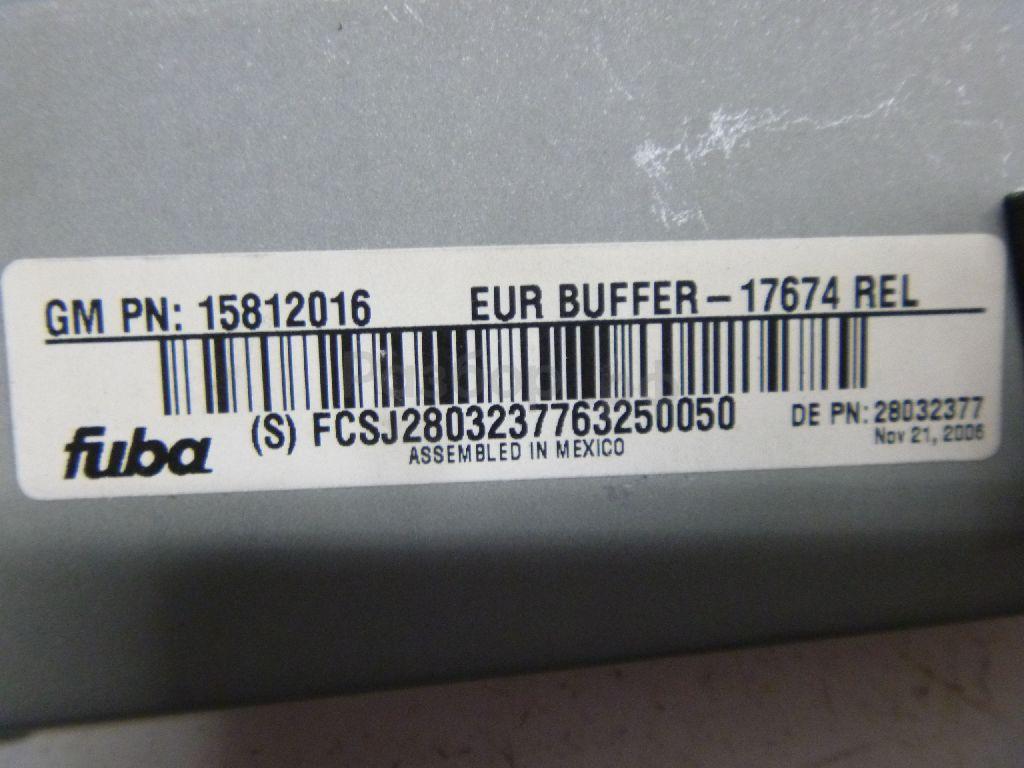 GM PN: 15812016 EUR BUFFER-17674 REL
(S) FCSJ2803237763250050
DE PN: 28032377
fuba
ASSEMBLED IN MEXICO
Nov 21, 2006